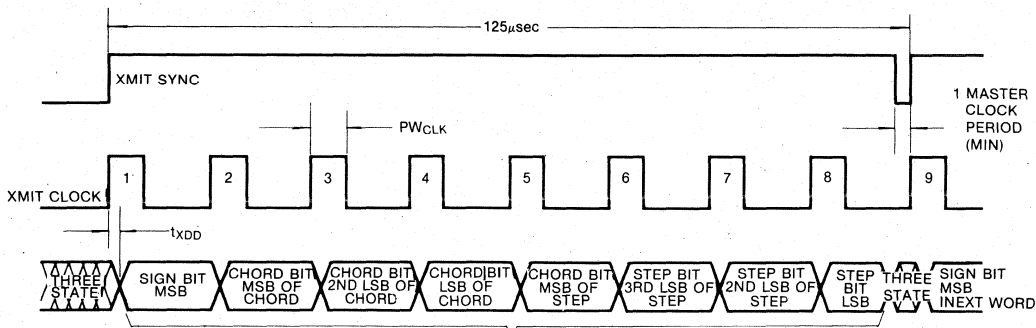 125µsec
XMIT SYNC
1 MASTER
CLOCK
PERIOD
(MIN)
PWCLK
XMIT CLOCK
1 2 3 4 5 6 7 8 9
tXDD
THREE
STATE
SIGN BIT
MSB
CHORD BIT
MSB OF
CHORD
CHORD BIT
2ND LSB OF
CHORD
CHORD BIT
LSB OF
CHORD
CHORD BIT
MSB OF
STEP
STEP BIT
3RD LSB OF
STEP
STEP BIT
2ND LSB OF
STEP
STEP
BIT
LSB
THREE
STATE
SIGN BIT
MSB
INEXT WORD